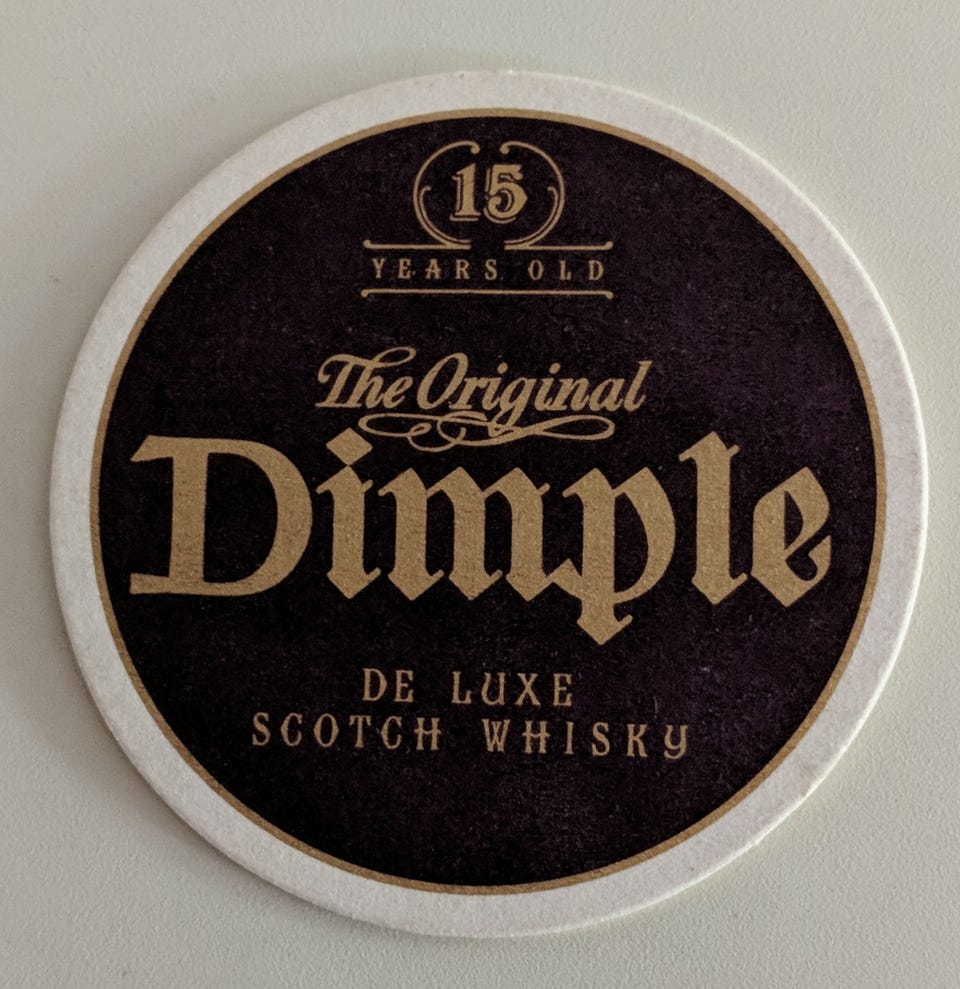 15
YEARS OLD
The Original
Dimple
DE LUXE
SCOTCH WHISKY